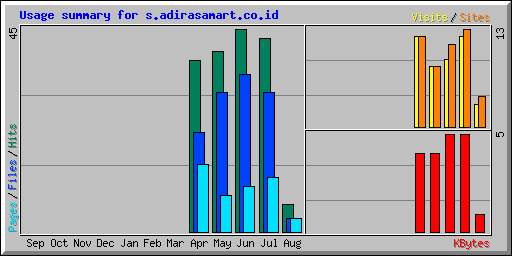 Usage summary for s.adirasamart.co.id
Visits/Sites
45
13
Pages/Files/Hits
5
Sep Oct Nov Dec Jan Feb Mar Apr May Jun Jul Aug
KBytes